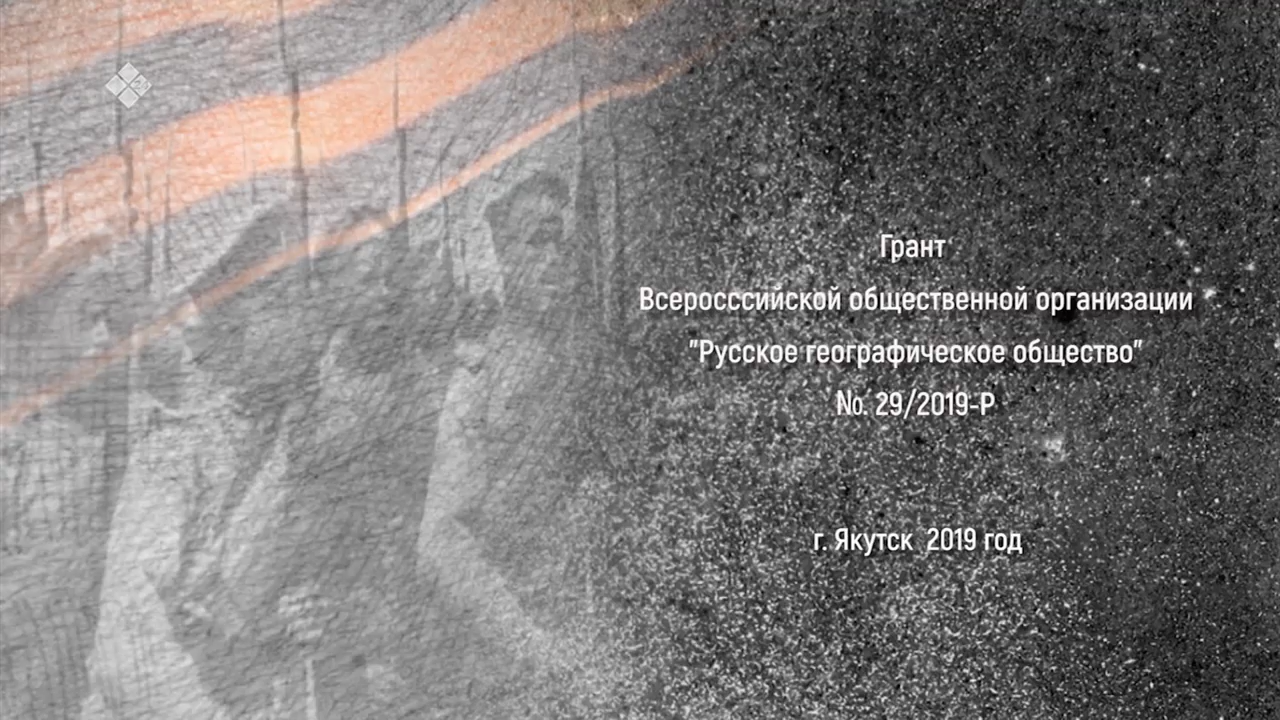 Грант
Всеросссийской общественной организации
"Русское географическое общество"
№. 29/2019-Р
г. Якутск 2019 год